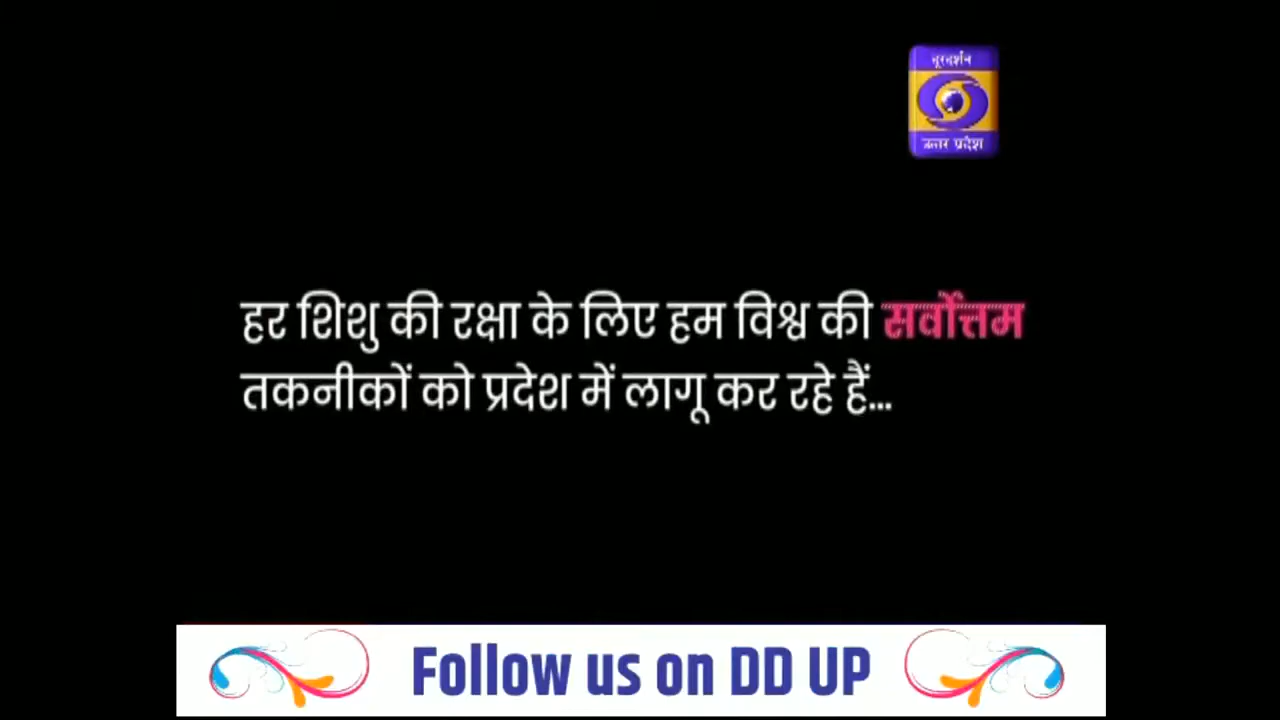 दूरदर्शन
उत्तर प्रदेश
हर शिशु की रक्षा के लिए हम विश्व की सर्वोत्तम
तकनीकों को प्रदेश में लागू कर रहे हैं...
Follow us on DD UP